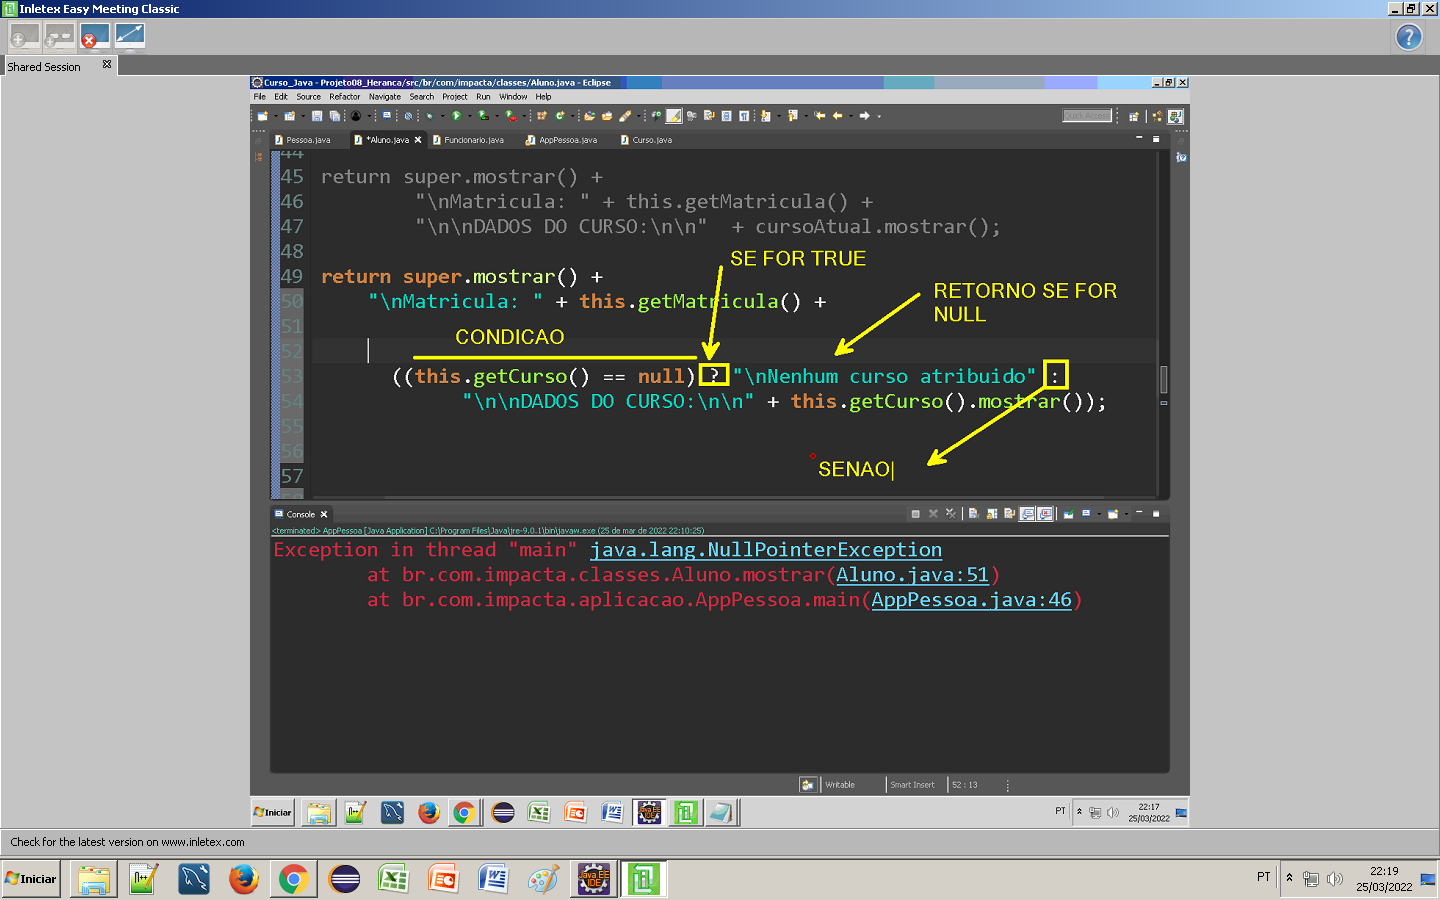 Inletex Easy Meeting Classic
Shared Session
Curso_Java - Projeto08_Heranca/src/br/com/impacta/classes/Aluno.java - Eclipse
File Edit Source Refactor Navigate Search Project Run Window Help
Quick Access
Pessoa.java *Aluno.java Funcionario.java AppPessoa.java Curso.java
44
45 return super.mostrar() +
46 "\nMatricula: " + this.getMatricula() +
47 "\n\nDADOS DO CURSO:\n\n" + cursoAtual.mostrar();
48
SE FOR TRUE
49 return super.mostrar() +
50 "\nMatricula: " + this.getMatricula() +
RETORNO SE FOR
NULL
51
CONDICAO
52
53 ((this.getCurso() == null) ? "\nNenhum curso atribuido" :
54 "\n\nDADOS DO CURSO:\n\n" + this.getCurso().mostrar());
55
56
SENAO
57
Console
<terminated> AppPessoa [Java Application] C:\Program Files\Java\jre-9.0.1\bin\javaw.exe (25 de mar de 2022 22:10:25)
Exception in thread "main" java.lang.NullPointerException
at br.com.impacta.classes.Aluno.mostrar(Aluno.java:51)
at br.com.impacta.aplicacao.AppPessoa.main(AppPessoa.java:46)
Writable Smart Insert 52 : 13
Iniciar Java EE IDE PT 22:17
25/03/2022
Check for the latest version on www.inletex.com
Iniciar Java EE IDE PT 22:19
25/03/2022